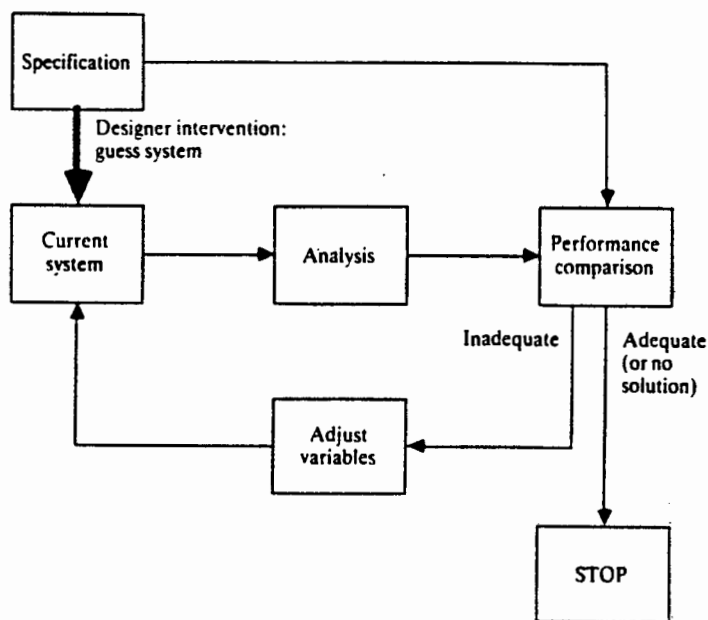 Specification
Designer intervention:
guess system
Current
system
Analysis
Performance
comparison
Inadequate
Adequate
(or no
solution)
Adjust
variables
STOP